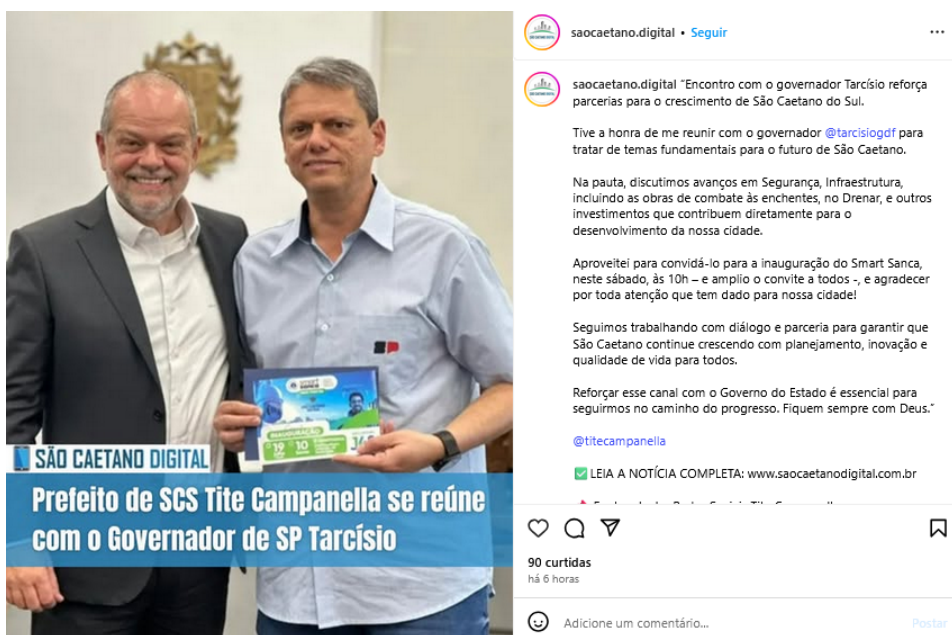 saocaetano.digital • Seguir
saocaetano.digital “Encontro com o governador Tarcísio reforça
parcerias para o crescimento de São Caetano do Sul.
Tive a honra de me reunir com o governador @tarcisiogdf para
tratar de temas fundamentais para o futuro de São Caetano.
Na pauta, discutimos avanços em Segurança, Infraestrutura,
incluindo as obras de combate às enchentes, no Drenar, e outros
investimentos que contribuem diretamente para o
desenvolvimento da nossa cidade.
Aproveitei para convidá-lo para a inauguração do Smart Sanca,
neste sábado, às 10h – e amplio o convite a todos -, e agradecer
por toda atenção que tem dado para nossa cidade!
Seguimos trabalhando com diálogo e parceria para garantir que
São Caetano continue crescendo com planejamento, inovação e
qualidade de vida para todos.
Reforçar esse canal com o Governo do Estado é essencial para
seguirmos no caminho do progresso. Fiquem sempre com Deus.”
@titecampanella
✅ LEIA A NOTÍCIA COMPLETA: www.saocaetanodigital.com.br
90 curtidas
há 6 horas
Adicione um comentário...
Postar
SP
INAUGURAÇÃO
19
10
SÃO CAETANO DIGITAL
Prefeito de SCS Tite Campanella se reúne
com o Governador de SP Tarcísio